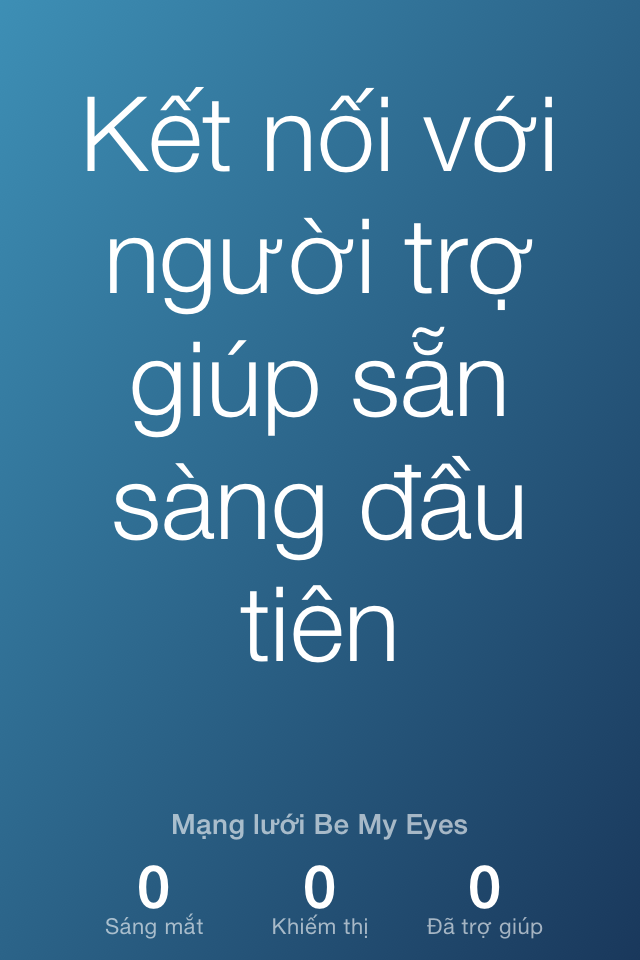 Kết nối với
người trợ
giúp sẵn
sàng đầu
tiên
Mạng lưới Be My Eyes
0 0 0
Sáng mắt Khiếm thị Đã trợ giúp